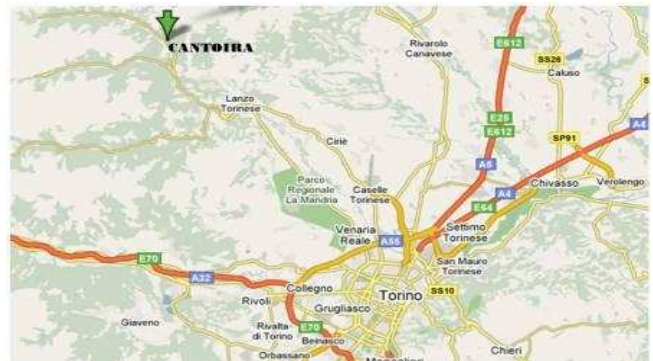 CANTOIRA
E612
Rivarolo
Canavese
SS26
Caluso
Lanzo
Torinese
E25
E612
A4
Ciriè
SP91
A5
Parco
Regionale
La Mandria
Caselle
Torinese
A4
Chivasso
Verolengo
E64
Venaria
Reale
A55
Settimo
Torinese
E70
San Mauro
Torinese
A32
Collegno
SS10
Rivoli
Torino
Grugliasco
Giaveno
Rivalta
di Torino
E70
Beinasco
Chieri
Orbassano